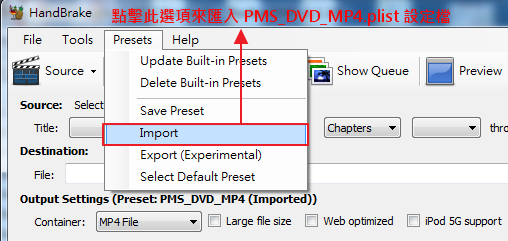 HandBrake
點擊此選項來匯入 PMS_DVD_MP4.plist 設定檔
File Tools Presets Help
Source
Update Built-in Presets
Delete Built-in Presets
Save Preset
Import
Export (Experimental)
Select Default Preset
Show Queue
Preview
Source: Select
Title:
Chapters
thro
Destination:
File:
Output Settings (Preset: PMS_DVD_MP4 (Imported))
Container: MP4 File Large file size Web optimized iPod 5G support